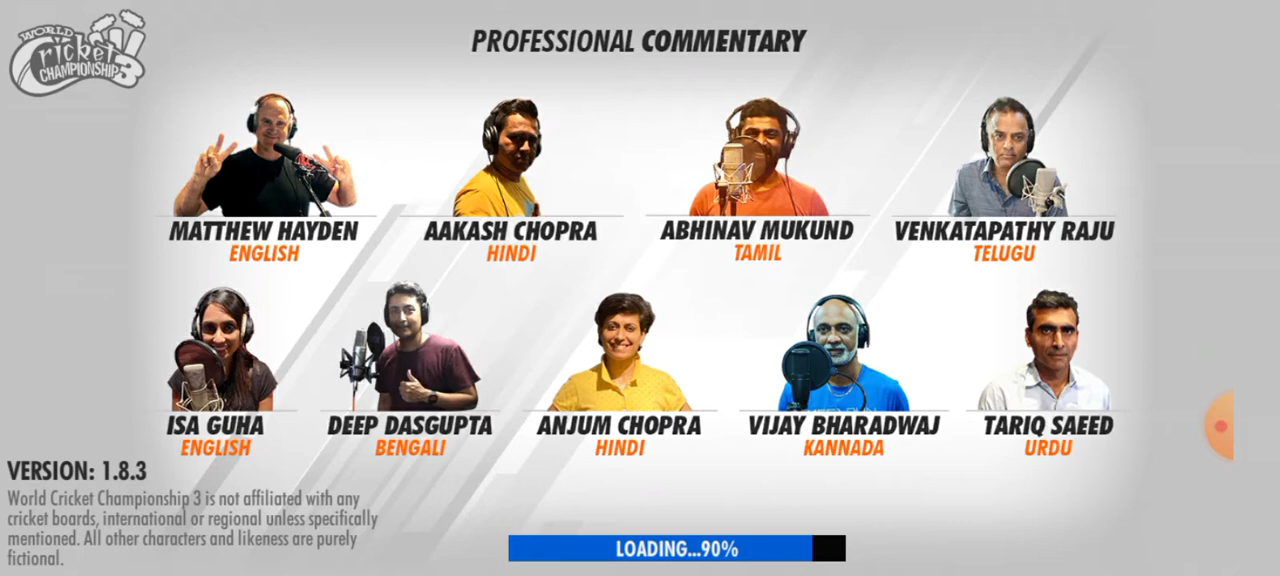 WORLD
Cricket
CHAMPIONSHIP 3
PROFESSIONAL COMMENTARY
MATTHEW HAYDEN
ENGLISH
AAKASH CHOPRA
HINDI
ABHINAV MUKUND
TAMIL
VENKATAPATHY RAJU
TELUGU
ISA GUHA
ENGLISH
DEEP DASGUPTA
BENGALI
ANJUM CHOPRA
HINDI
VIJAY BHARADWAJ
KANNADA
TARIQ SAEED
URDU
VERSION: 1.8.3
World Cricket Championship 3 is not affiliated with any
cricket boards, international or regional unless specifically
mentioned. All other characters and likeness are purely
fictional.
LOADING...90%